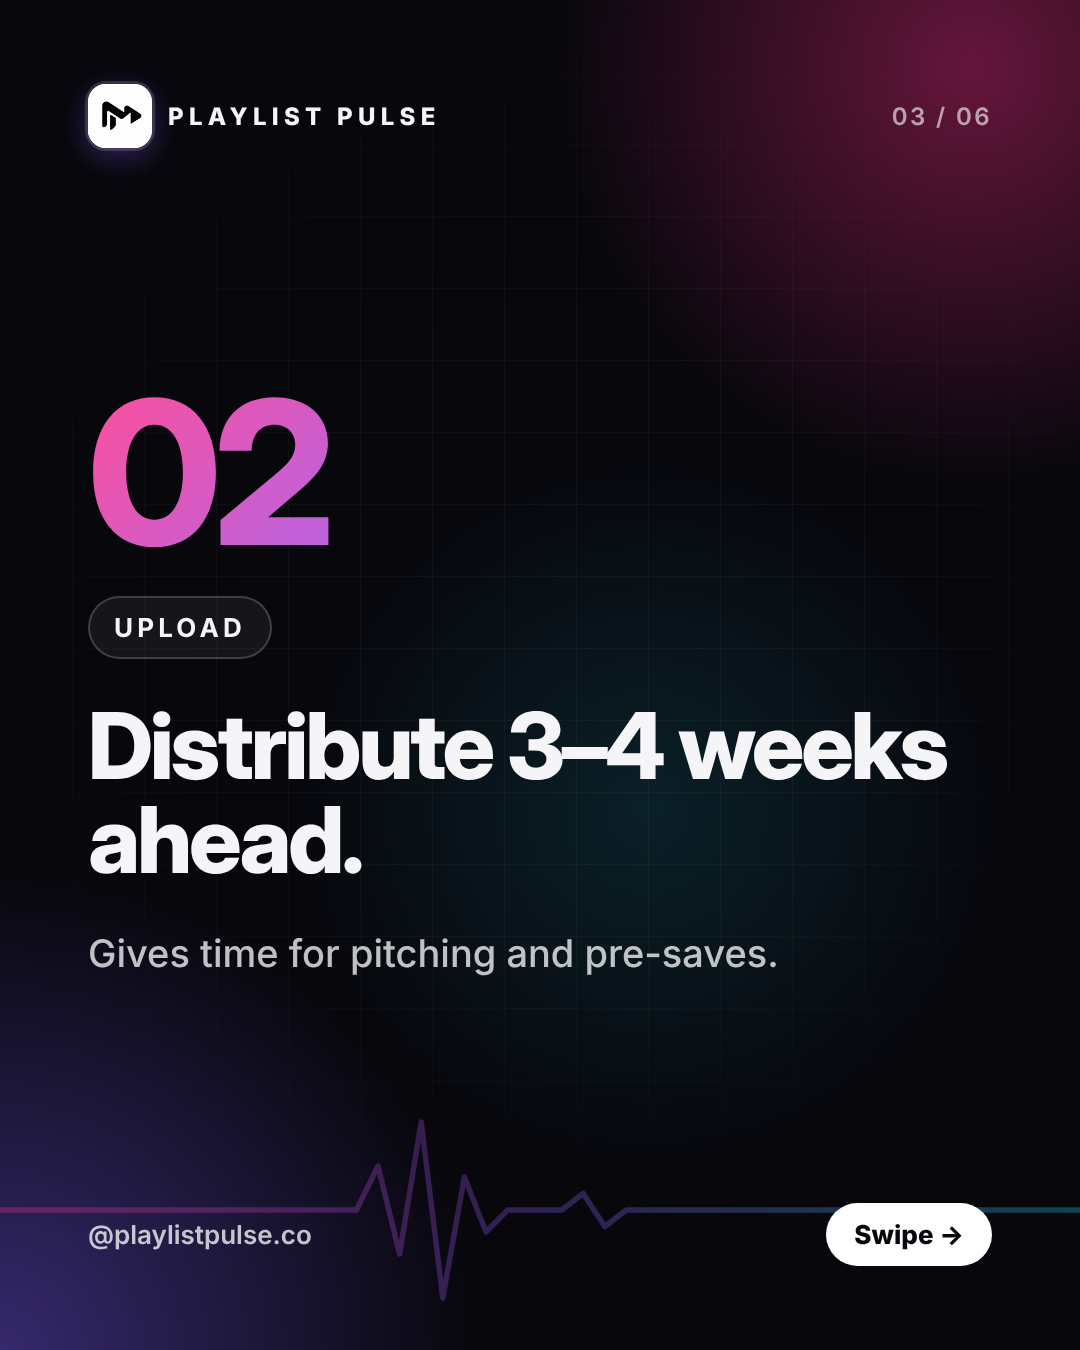 PLAYLIST PULSE
03 / 06
02
UPLOAD
Distribute 3–4 weeks
ahead.
Gives time for pitching and pre-saves.
@playlistpulse.co
Swipe →